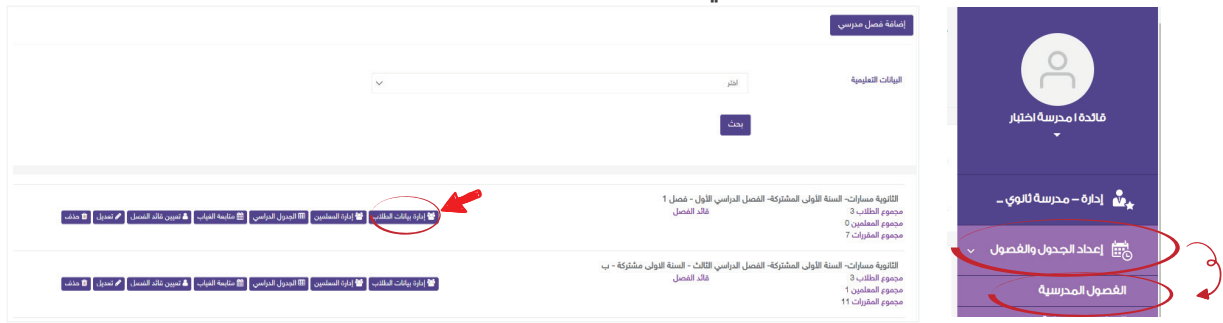 إضافة فصل مدرسي
البيانات التعليمية
اختر
بحث
الثانوية مسارات- السنة الأولى المشتركة- الفصل الدراسي الأول - فصل 1
مجموع الطلاب 3
قائد الفصل
مجموع المعلمين 0
مجموع المقررات 7
إدارة بيانات الطلاب
إدارة المعلمين
الجدول الدراسي
متابعة الغياب
تعيين قائد الفصل
تعديل
حذف
الثانوية مسارات- السنة الأولى المشتركة- الفصل الدراسي الثالث - السنة الاولى مشتركة - ب
مجموع الطلاب 3
قائد الفصل
مجموع المعلمين 1
مجموع المقررات 11
إدارة بيانات الطلاب
إدارة المعلمين
الجدول الدراسي
متابعة الغياب
تعيين قائد الفصل
تعديل
حذف
قائدة ا مدرسة اختبار
إدارة – مدرسة ثانوي ..
إعداد الجدول والفصول
الفصول المدرسية